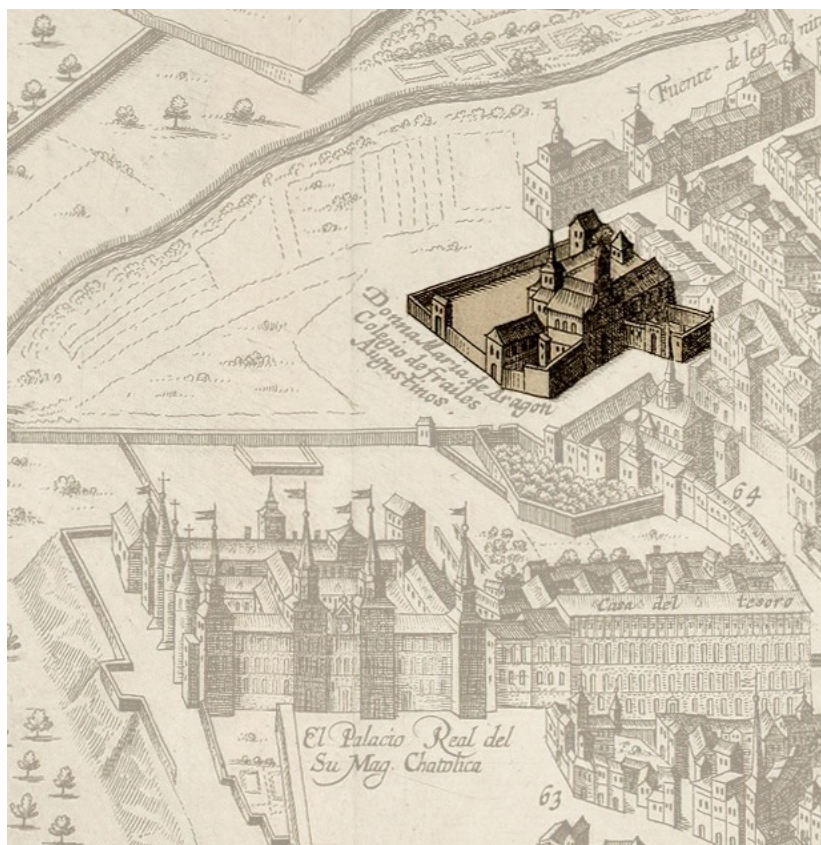 Fuente de leganitos
Donna Maria de Aragon
Colegio de frailes
Augustinos.
64
Casa del tesoro
El Palacio Real del
Su Mag. Chatolica
63